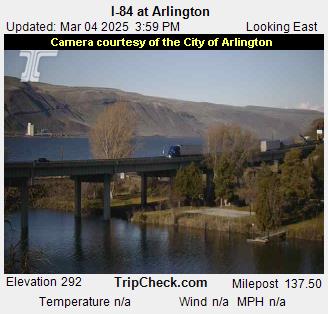 I-84 at Arlington
Updated: Mar 04 2025 3:59 PM Looking East
Camera courtesy of the City of Arlington
Elevation 292 TripCheck.com Milepost 137.50
Temperature n/a Wind n/a MPH n/a